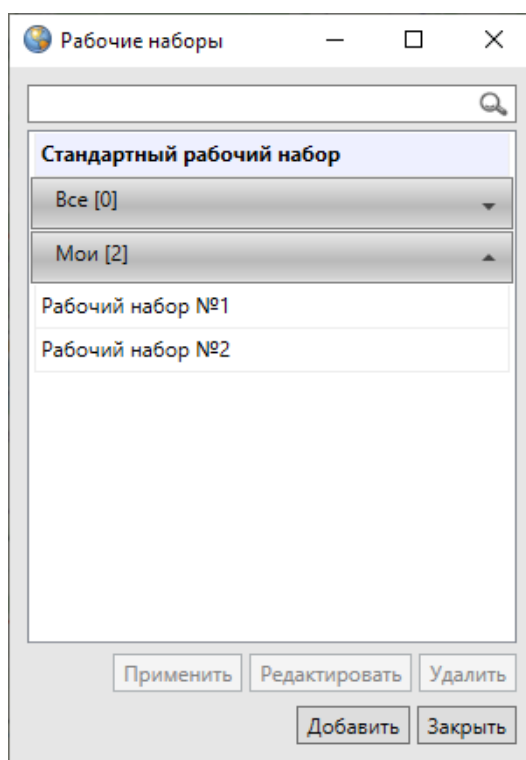 Рабочие наборы
Стандартный рабочий набор
Все [0]
Мои [2]
Рабочий набор №1
Рабочий набор №2
Применить Редактировать Удалить
Добавить Закрыть